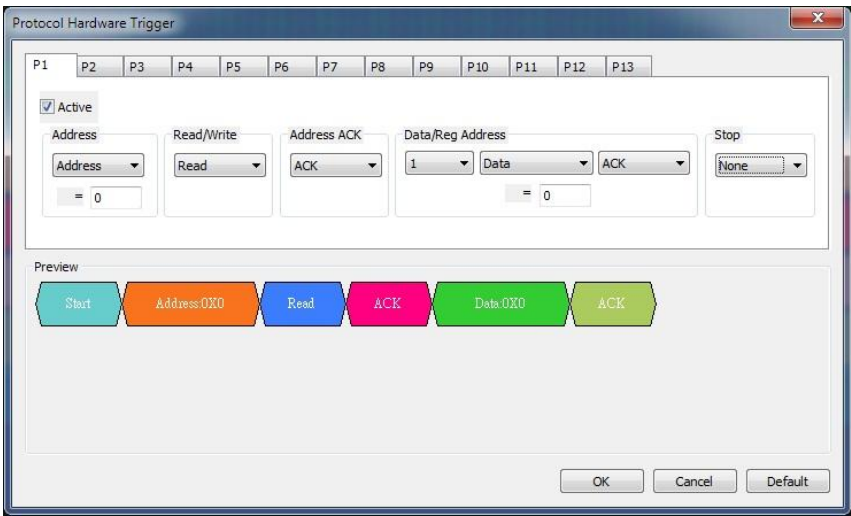 Protocol Hardware Trigger
P1 P2 P3 P4 P5 P6 P7 P8 P9 P10 P11 P12 P13
Active
Address Read/Write Address ACK Data/Reg Address Stop
Address Read ACK 1 Data ACK None
= 0 = 0
Preview
Start Address:0X0 Read ACK Data:0X0 ACK
OK Cancel Default